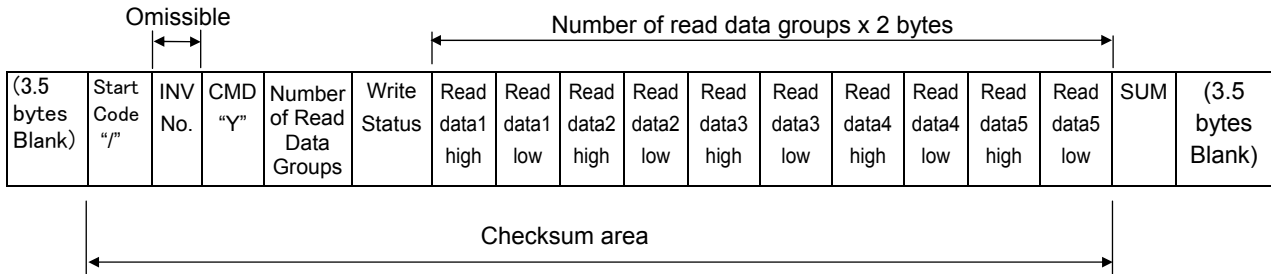 Omissible
Number of read data groups x 2 bytes
(3.5 bytes Blank)
Start Code “/”
INV No.
CMD “Y”
Number of Read Data Groups
Write Status
Read data1 high
Read data1 low
Read data2 high
Read data2 low
Read data3 high
Read data3 low
Read data4 high
Read data4 low
Read data5 high
Read data5 low
SUM
(3.5 bytes Blank)
Checksum area